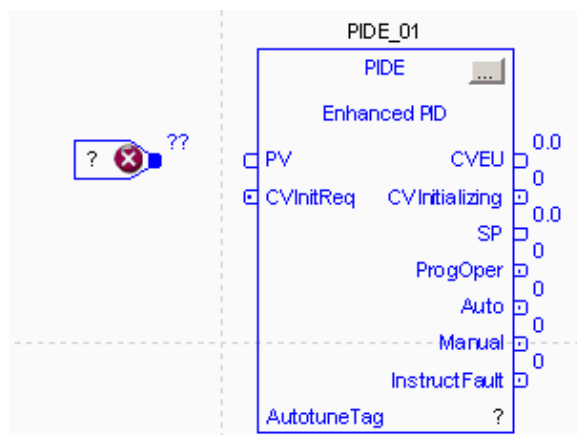 PIDE_01
PIDE ...
Enhanced PID
? ??
PV CVEU 0.0
CVInitReq CVInitializing 0
SP 0.0
ProgOper 0
Auto 0
Manual 0
InstructFault 0
AutotuneTag ?